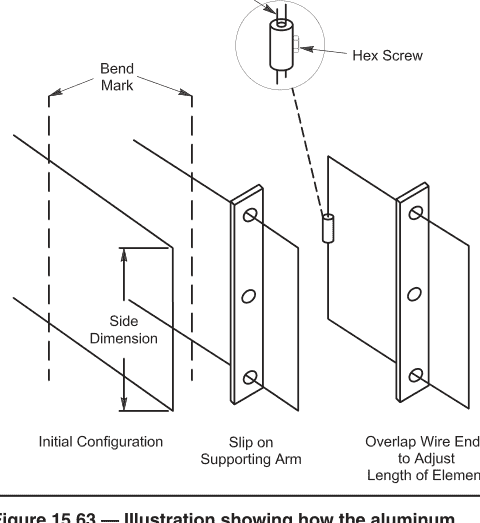 Hex Screw
Bend
Mark
Side
Dimension
Initial Configuration
Slip on
Supporting Arm
Overlap Wire End
to Adjust
Length of Elemen
Figure 15.63 — Illustration showing how the aluminum